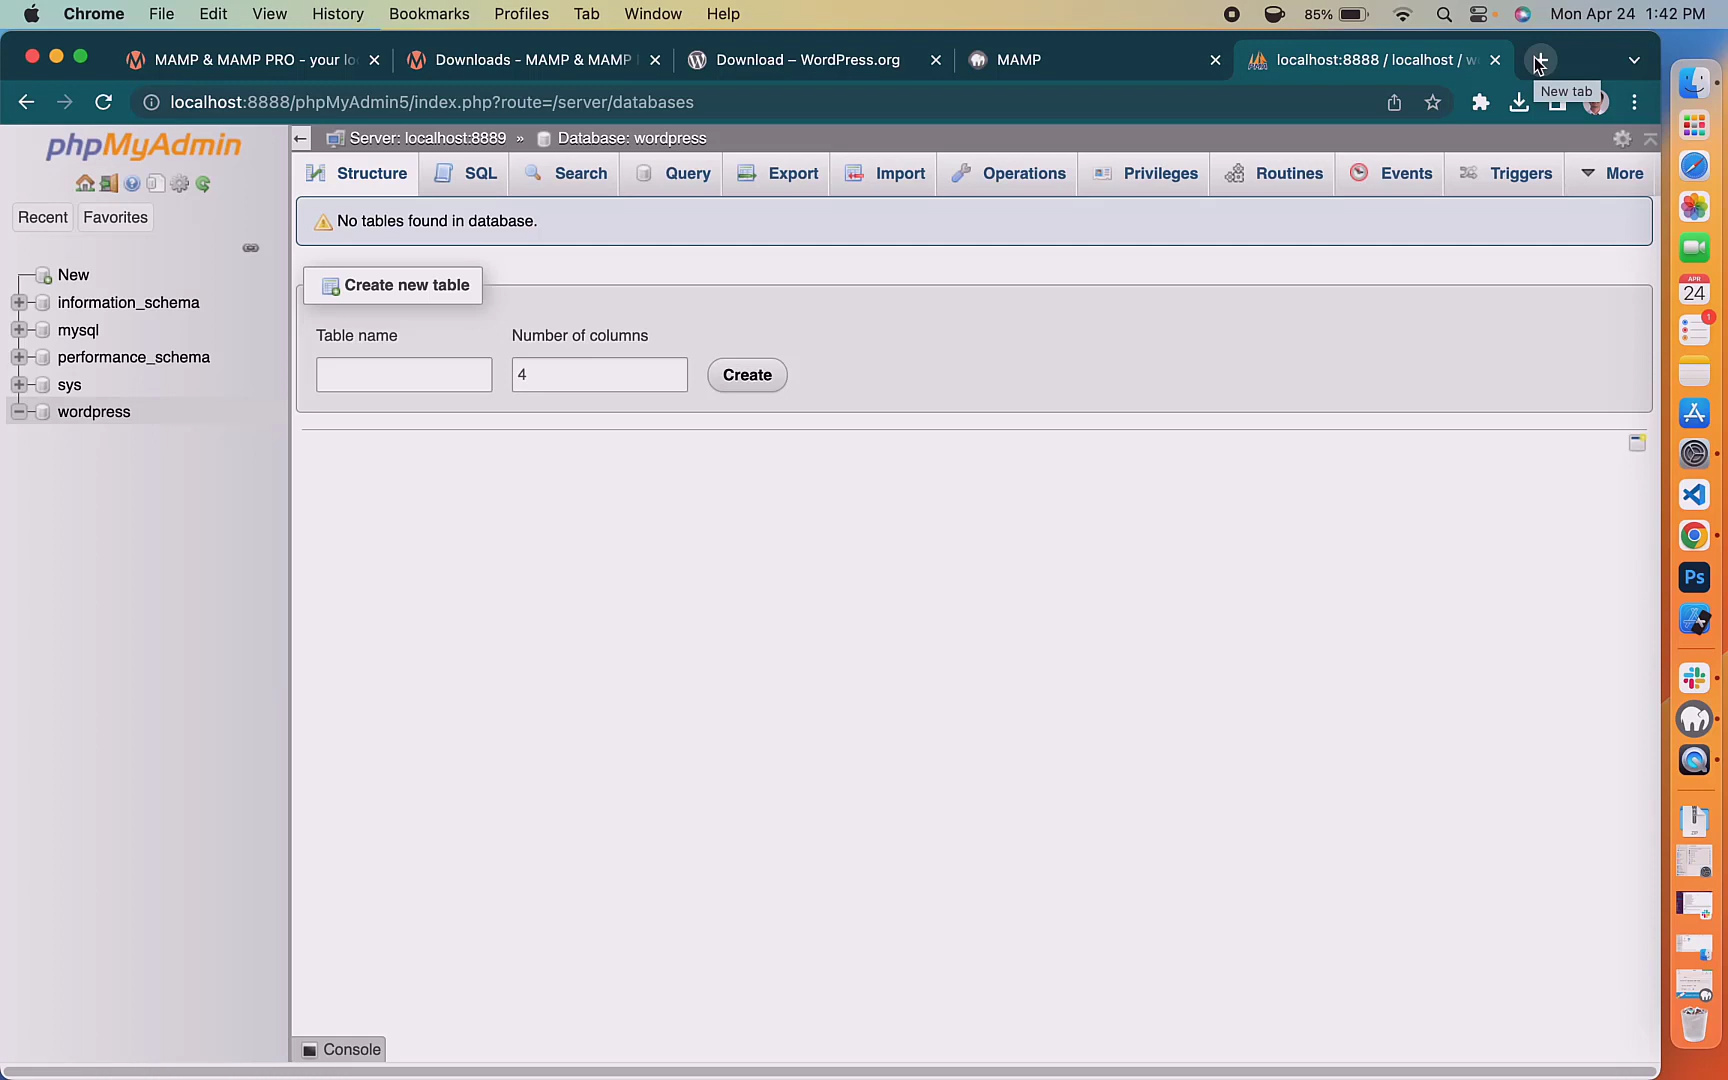 Chrome File Edit View History Bookmarks Profiles Tab Window Help 85% Mon Apr 24 1:42 PM
MAMP & MAMP PRO - your lo Downloads - MAMP & MAMP Download – WordPress.org MAMP localhost:8888 / localhost / w
New tab
localhost:8888/phpMyAdmin5/index.php?route=/server/databases
phpMyAdmin
Server: localhost:8889 » Database: wordpress
Structure SQL Search Query Export Import Operations Privileges Routines Events Triggers More
Recent Favorites
No tables found in database.
New
information_schema
mysql
performance_schema
sys
wordpress
Create new table
Table name Number of columns
4 Create
Console
APR
24
1
Ps
ZIP